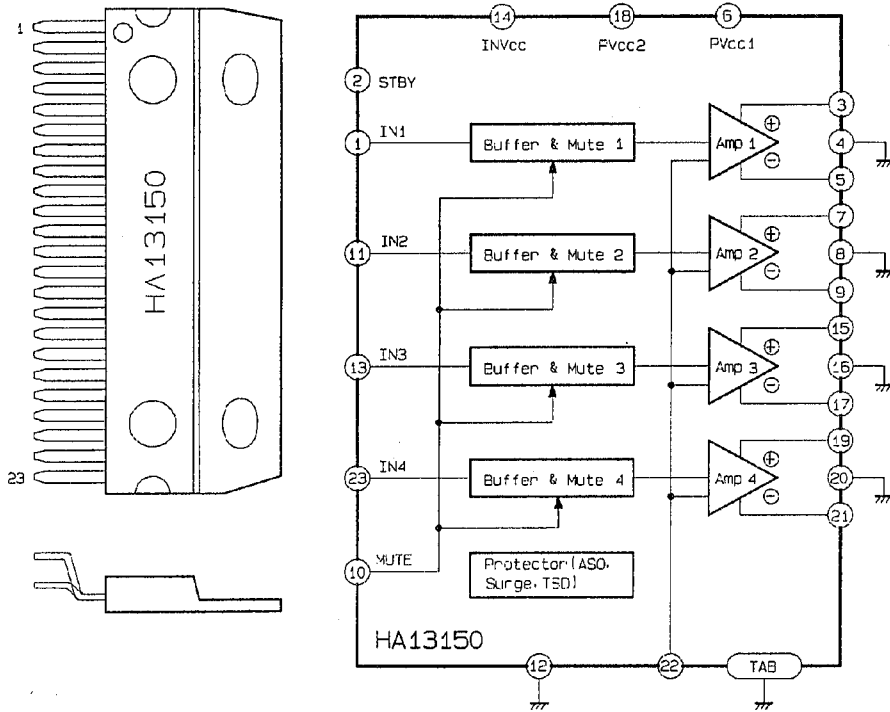 1
HA13150
23
14
INVcc
18
PVcc2
6
PVcc1
2 STBY
3
1 IN1
Buffer & Mute 1
Amp 1
⊕
⊖
4
5
7
11 IN2
Buffer & Mute 2
Amp 2
⊕
⊖
8
9
15
13 IN3
Buffer & Mute 3
Amp 3
⊕
⊖
16
17
19
23 IN4
Buffer & Mute 4
Amp 4
⊕
⊖
20
21
10 MUTE
Protector(ASO,
Surge,TSD)
HA13150
12
22
TAB